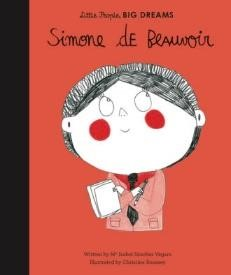 Little People, BIG DREAMS
Simone de Beauvoir
Written by Mª Isabel Sánchez Vegara
Illustrated by Christine Roussey